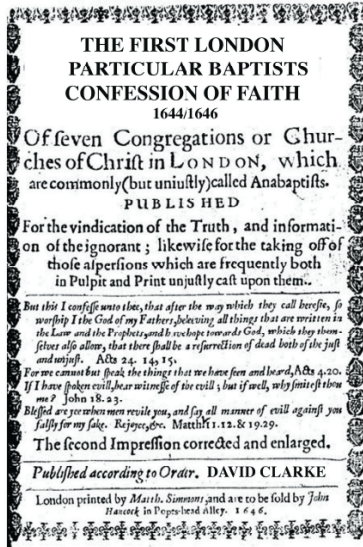 THE FIRST LONDON
PARTICULAR BAPTISTS
CONFESSION OF FAITH
1644/1646
Of ſeven Congregations or Chur-
ches of Chriſt in LONDON, which
are commonly (but uniuſtly) called Anabaptiſts.
PUBLISHED
For the vindication of the Truth, and informati-
on of the ignorant; likewiſe for the taking off of
thoſe aſperſions which are frequently both
in Pulpit and Print unjuſtly caſt upon them.
But this I confeſſe unto thee, that after the way which they call hereſie, ſo
worſhip I the God of my Fathers, beleeving all things that are written in
the Law and the Prophets, and have hope towards God, which they them-
ſelves alſo allow, that there ſhall be a reſurrection of dead both of the juſt
and unjuſt. Acts 24. 14, 15.
For we cannot but ſpeak the things that we have ſeen and heard, Acts 4.20.
If I have ſpoken evill, bear witneſſe of the evill; but if well, why ſmiteſt thou
me? John 18. 23.
Bleſſed are yee when men revile you, and ſay all manner of evill againſt you
falſly for my ſake. Rejoyce, &c. Matth. 5. 11. 12. & 19.29.
The ſecond Impreſſion corrected and enlarged.
Publiſhed according to Order. DAVID CLARKE
London printed by Matth. Simmons, and are to be ſold by John
Hancock in Popes-head Alley. 1646.